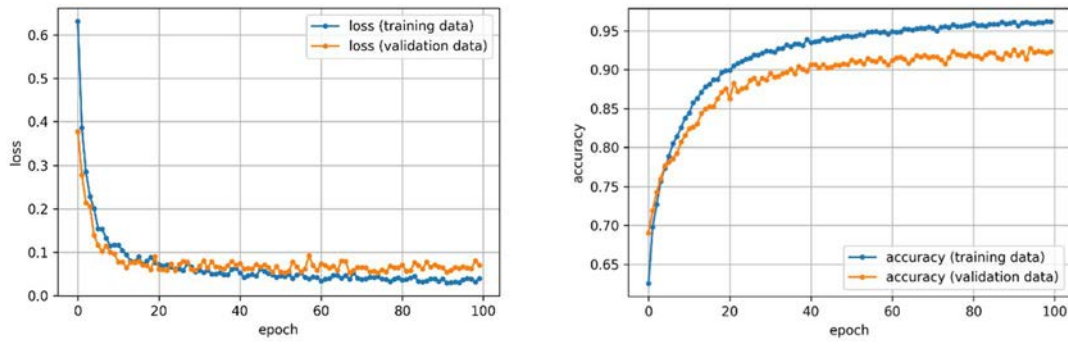 0.6
0.5
0.4
0.3
0.2
0.1
0.0
loss
loss (training data)
loss (validation data)
0 20 40 60 80 100
epoch
0.95
0.90
0.85
0.80
0.75
0.70
0.65
accuracy
accuracy (training data)
accuracy (validation data)
0 20 40 60 80 100
epoch